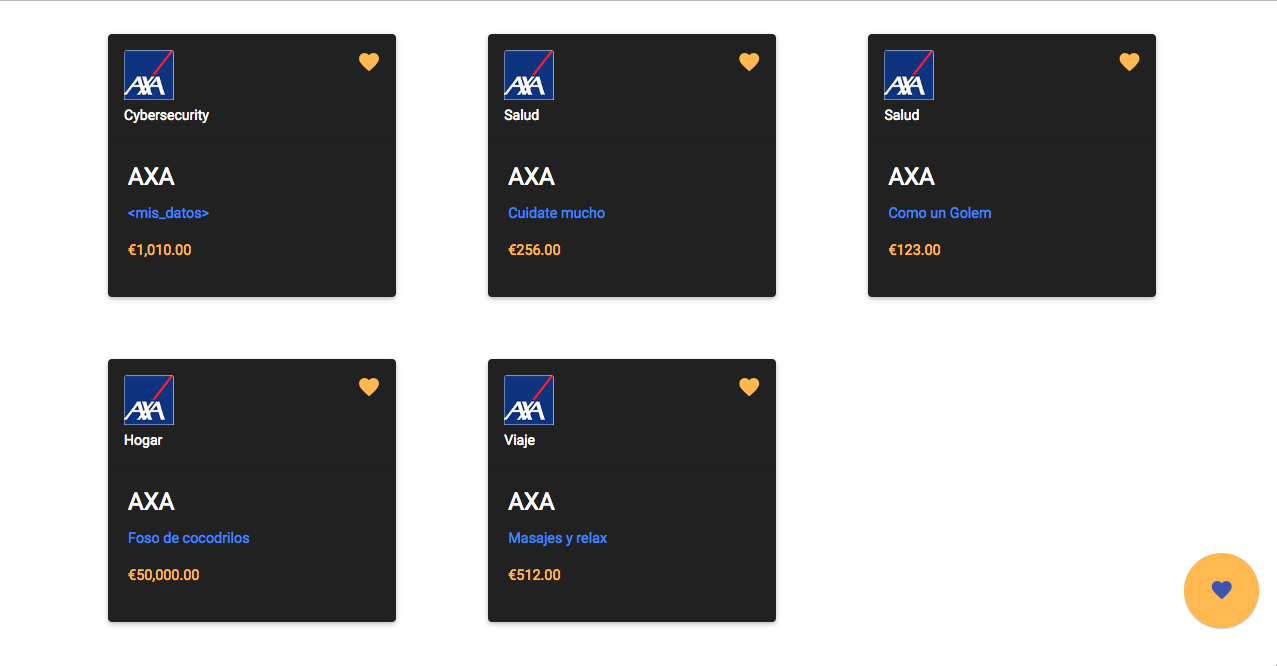 AXA
Cybersecurity
AXA
<mis_datos>
€1,010.00
AXA
Salud
AXA
Cuidate mucho
€256.00
AXA
Salud
AXA
Como un Golem
€123.00
AXA
Hogar
AXA
Foso de cocodrilos
€50,000.00
AXA
Viaje
AXA
Masajes y relax
€512.00